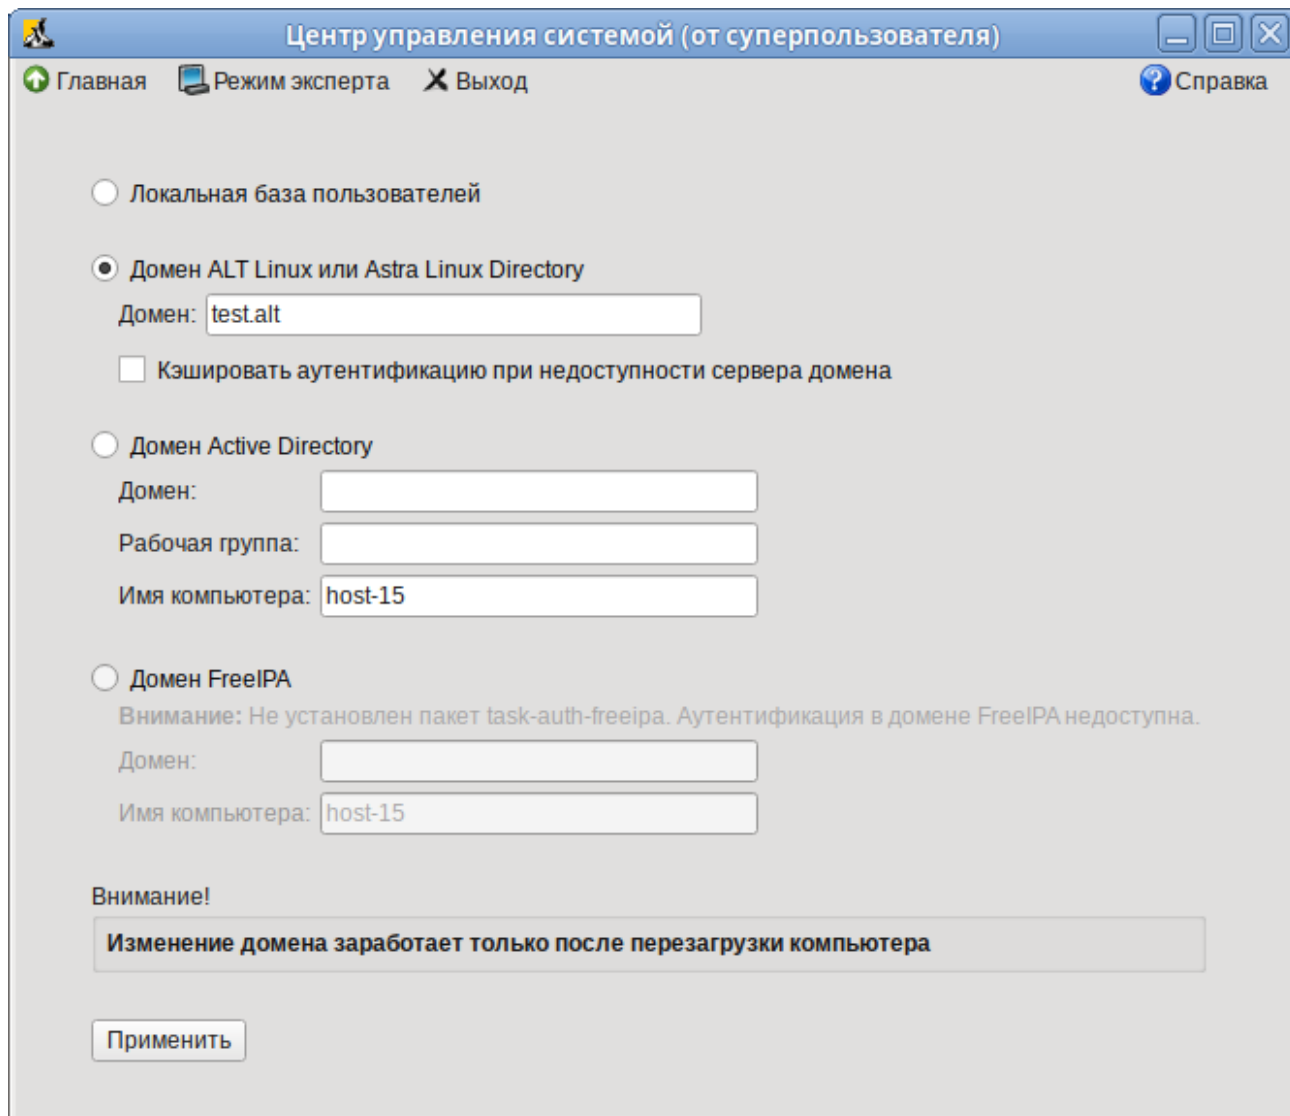 Центр управления системой (от суперпользователя)
Главная Режим эксперта Выход Справка
Локальная база пользователей
Домен ALT Linux или Astra Linux Directory
Домен: test.alt
Кэшировать аутентификацию при недоступности сервера домена
Домен Active Directory
Домен:
Рабочая группа:
Имя компьютера: host-15
Домен FreeIPA
Внимание: Не установлен пакет task-auth-freeipa. Аутентификация в домене FreeIPA недоступна.
Домен:
Имя компьютера: host-15
Внимание!
Изменение домена заработает только после перезагрузки компьютера
Применить